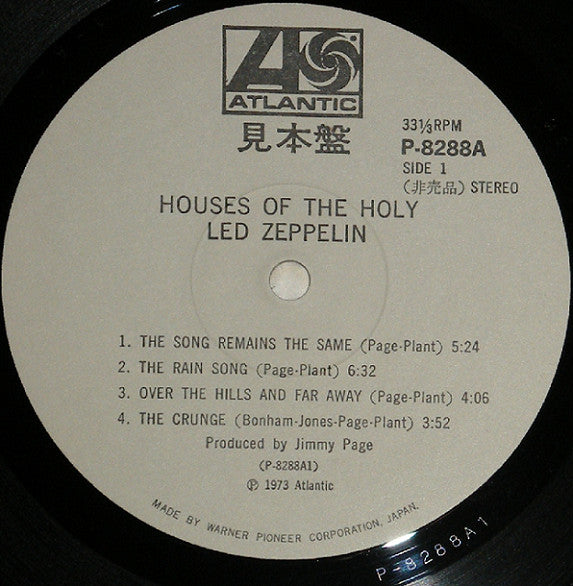 ATLANTIC
見本盤
33⅓RPM
P-8288A
SIDE 1
(非売品) STEREO
HOUSES OF THE HOLY
LED ZEPPELIN
1. THE SONG REMAINS THE SAME (Page-Plant) 5:24
2. THE RAIN SONG (Page-Plant) 6:32
3. OVER THE HILLS AND FAR AWAY (Page-Plant) 4:06
4. THE CRUNGE (Bonham-Jones-Page-Plant) 3:52
Produced by Jimmy Page
(P-8288A1)
Ⓟ 1973 Atlantic
MADE BY WARNER PIONEER CORPORATION, JAPAN.
P-8288A1